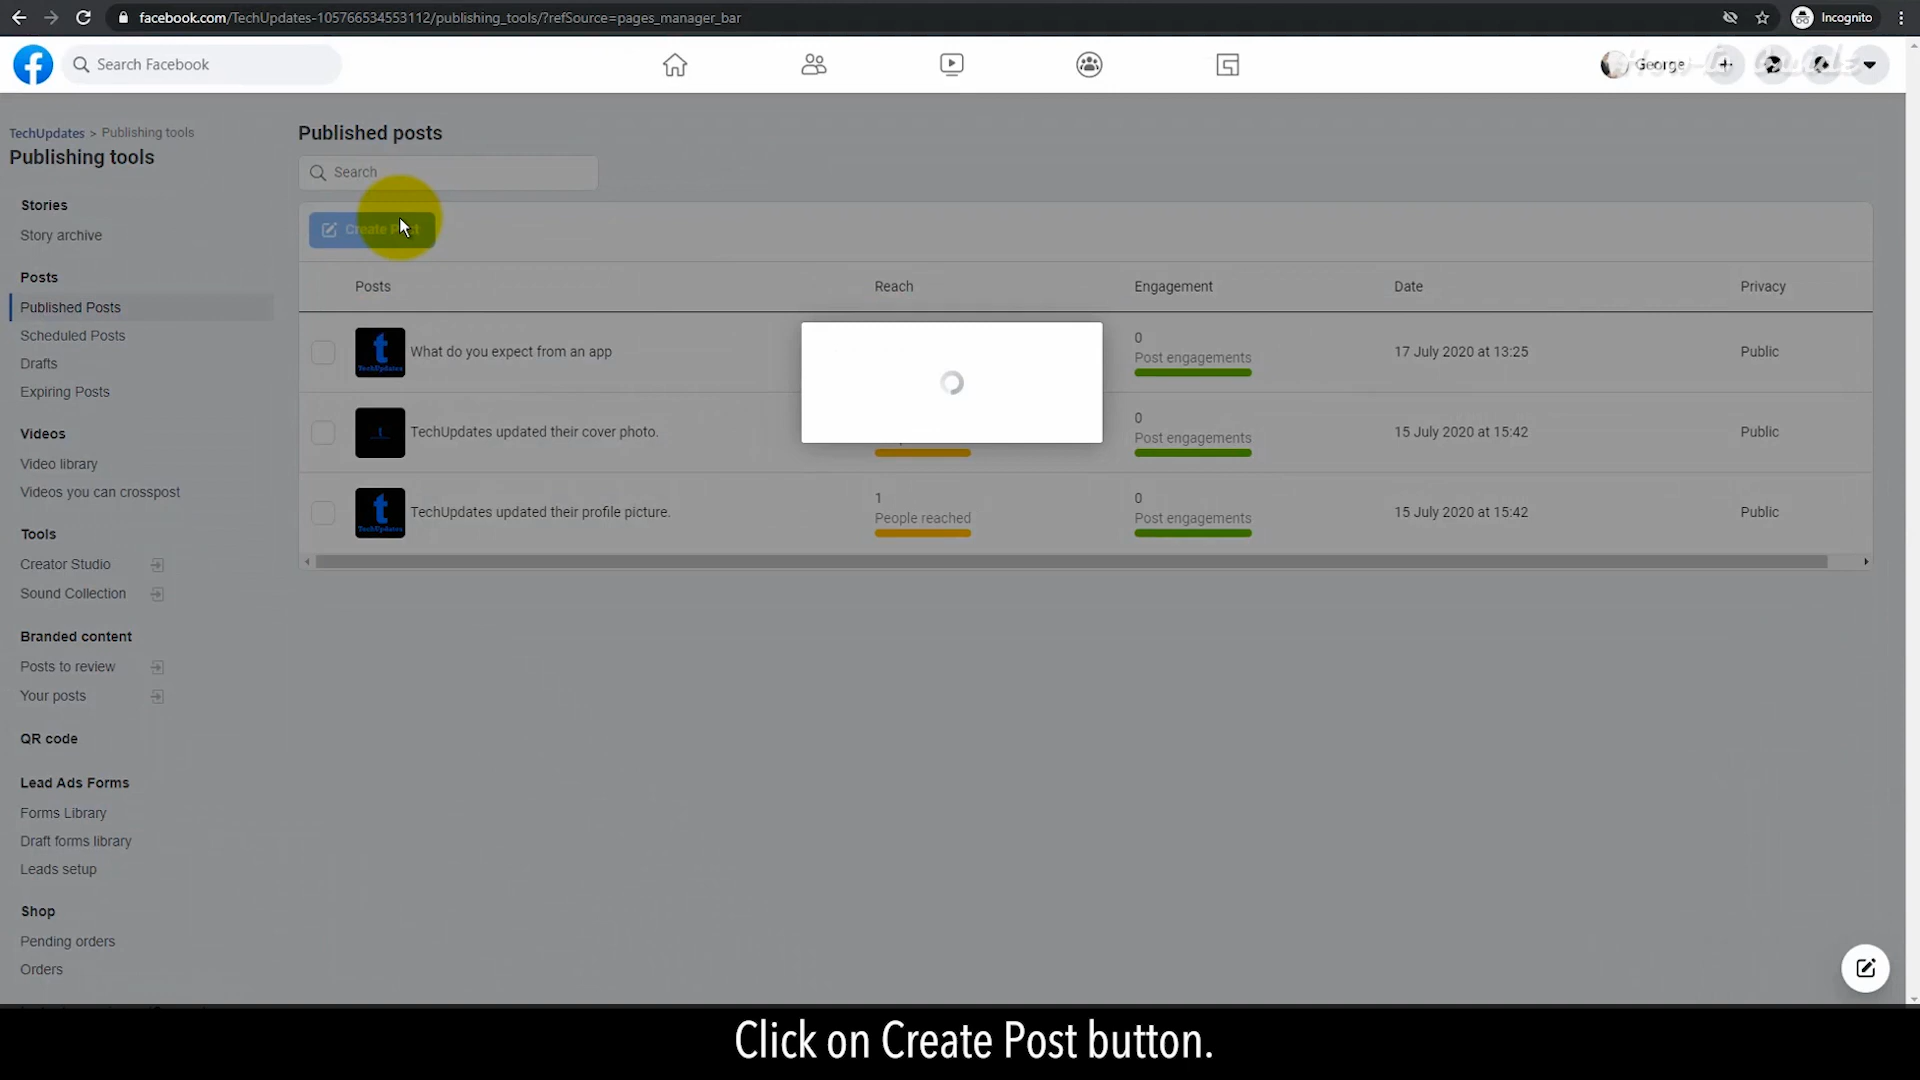 facebook.com/TechUpdates-105766534553112/publishing_tools/?refSource=pages_manager_bar
Incognito
Search Facebook
George
TechUpdates > Publishing tools
Publishing tools
Stories
Story archive
Posts
Published Posts
Scheduled Posts
Drafts
Expiring Posts
Videos
Video library
Videos you can crosspost
Tools
Creator Studio
Sound Collection
Branded content
Posts to review
Your posts
QR code
Lead Ads Forms
Forms Library
Draft forms library
Leads setup
Shop
Pending orders
Orders
Published posts
Search
Create Post
Posts Reach Engagement Date Privacy
t
TechUpdates
What do you expect from an app
0
Post engagements
17 July 2020 at 13:25
Public
t
TechUpdates updated their cover photo.
0
Post engagements
15 July 2020 at 15:42
Public
t
TechUpdates
TechUpdates updated their profile picture.
1
People reached
0
Post engagements
15 July 2020 at 15:42
Public
Click on Create Post button.